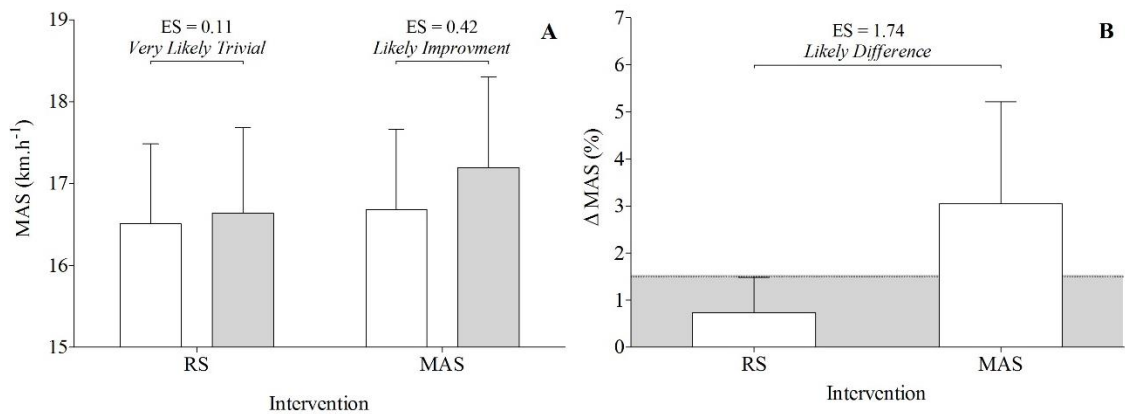 19
18
17
16
15
MAS (km.h⁻¹)
ES = 0.11
Very Likely Trivial
ES = 0.42
Likely Improvment
A
RS
MAS
Intervention
7
6
5
4
3
2
1
0
Δ MAS (%)
ES = 1.74
Likely Difference
B
RS
MAS
Intervention